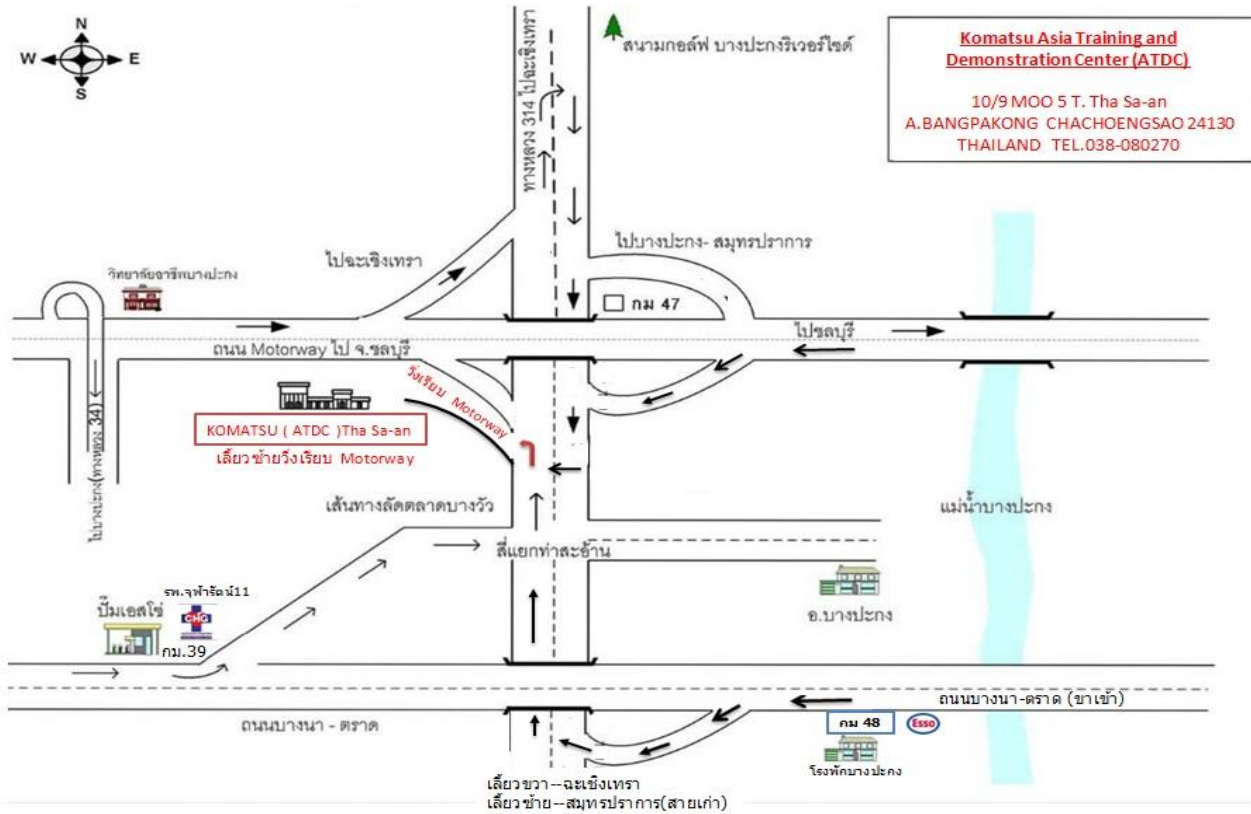 N
W E
S
ทางหลวง 314 ไปฉะเชิงเทรา
สนามกอล์ฟ บางปะกงริเวอร์ไซด์
Komatsu Asia Training and
Demonstration Center (ATDC)
10/9 MOO 5 T. Tha Sa-an
A.BANGPAKONG CHACHOENGSAO 24130
THAILAND TEL.038-080270
ไปบางปะกง- สมุทรปราการ
ไปฉะเชิงเทรา
วิทยาลัยอาชีพบางปะกง
กม 47
ไปชลบุรี
ถนน Motorway ไป จ.ชลบุรี
วิ่งเรียบ Motorway
KOMATSU ( ATDC )Tha Sa-an
เลี้ยวซ้ายวิ่งเรียบ Motorway
ไปบางปะกง(ทางหลวง 34)
เส้นทางลัดตลาดบางวัว
แม่น้ำบางปะกง
สี่แยกท่าสะอ้าน
รพ.จุฬารัตน์11
CHG
ปั๊มเอสโซ่
กม.39
อ.บางปะกง
ถนนบางนา-ตราด (ขาเข้า)
ถนนบางนา - ตราด
กม 48
Esso
โรงพักบางปะกง
เลี้ยวขวา--ฉะเชิงเทรา
เลี้ยวซ้าย--สมุทรปราการ(สายเก่า)